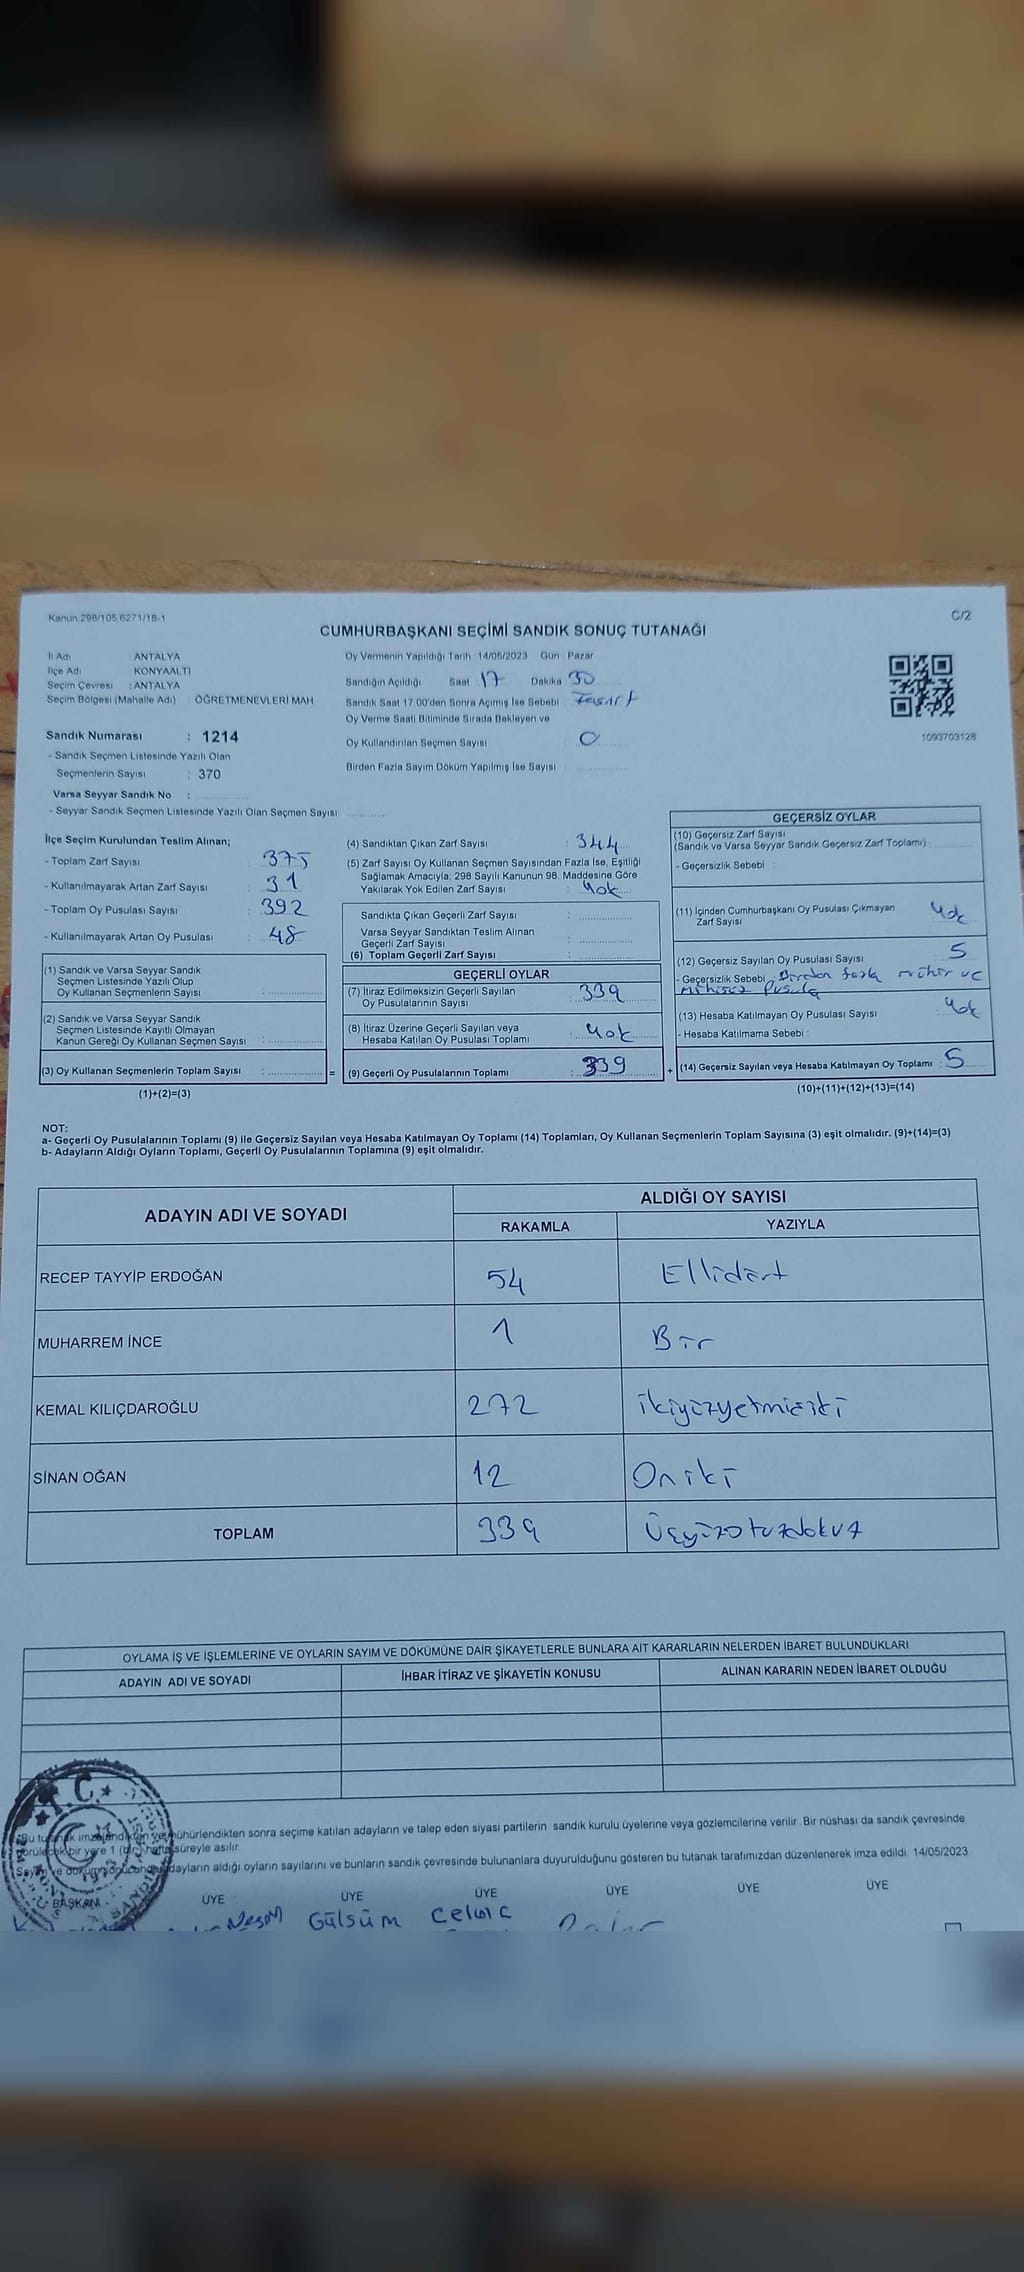 Kanun 298/105 6271/18-1
C/2
CUMHURBAŞKANI SEÇİMİ SANDIK SONUÇ TUTANAĞI
İl Adı : ANTALYA
İlçe Adı : KONYAALTI
Seçim Çevresi : ANTALYA
Seçim Bölgesi (Mahalle Adı) : ÖĞRETMENEVLERİ MAH
Oy Vermenin Yapıldığı Tarih : 14/05/2023 Gün : Pazar
Sandığın Açıldığı Saat 17 Dakika 30
Sandık Saat 17.00'den Sonra Açımış İse Sebebi :
Oy Verme Saati Bitiminde Sırada Bekleyen ve
Oy Kullandırılan Seçmen Sayısı : 0
Birden Fazla Sayım Döküm Yapılmış İse Sayısı :
1093703128
Sandık Numarası : 1214
- Sandık Seçmen Listesinde Yazılı Olan
Seçmenlerin Sayısı : 370
Varsa Seyyar Sandık No :
- Seyyar Sandık Seçmen Listesinde Yazılı Olan Seçmen Sayısı:
İlçe Seçim Kurulundan Teslim Alınan;
- Toplam Zarf Sayısı : 375
- Kullanılmayarak Artan Zarf Sayısı : 31
- Toplam Oy Pusulası Sayısı : 392
- Kullanılmayarak Artan Oy Pusulası : 48
(1) Sandık ve Varsa Seyyar Sandık
Seçmen Listesinde Yazılı Olup
Oy Kullanan Seçmenlerin Sayısı :
(2) Sandık ve Varsa Seyyar Sandık
Seçmen Listesinde Kayıtlı Olmayan
Kanun Gereği Oy Kullanan Seçmen Sayısı :
(3) Oy Kullanan Seçmenlerin Toplam Sayısı :
(1)+(2)=(3)
(4) Sandıktan Çıkan Zarf Sayısı : 344
(5) Zarf Sayısı Oy Kullanan Seçmen Sayısından Fazla İse, Eşitliği
Sağlamak Amacıyla; 298 Sayılı Kanunun 98. Maddesine Göre
Yakılarak Yok Edilen Zarf Sayısı : Yok
Sandıkta Çıkan Geçerli Zarf Sayısı :
Varsa Seyyar Sandıktan Teslim Alınan
Geçerli Zarf Sayısı :
(6) Toplam Geçerli Zarf Sayısı :
GEÇERLİ OYLAR
(7) İtiraz Edilmeksizin Geçerli Sayılan
Oy Pusulalarının Sayısı : 339
(8) İtiraz Üzerine Geçerli Sayılan veya
Hesaba Katılan Oy Pusulası Toplamı : Yok
= (9) Geçerli Oy Pusulalarının Toplamı : 339
GEÇERSİZ OYLAR
(10) Geçersiz Zarf Sayısı
(Sandık ve Varsa Seyyar Sandık Geçersiz Zarf Toplamı) :
- Geçersizlik Sebebi :
(11) İçinden Cumhurbaşkanı Oy Pusulası Çıkmayan
Zarf Sayısı : Yok
(12) Geçersiz Sayılan Oy Pusulası Sayısı : 5
- Geçersizlik Sebebi : Birden fazla mühür ve
mühürsüz Pusula
(13) Hesaba Katılmayan Oy Pusulası Sayısı : Yok
- Hesaba Katılmama Sebebi :
+ (14) Geçersiz Sayılan veya Hesaba Katılmayan Oy Toplamı : 5
(10)+(11)+(12)+(13)=(14)
NOT:
a- Geçerli Oy Pusulalarının Toplamı (9) ile Geçersiz Sayılan veya Hesaba Katılmayan Oy Toplamı (14) Toplamları, Oy Kullanan Seçmenlerin Toplam Sayısına (3) eşit olmalıdır. (9)+(14)=(3)
b- Adayların Aldığı Oyların Toplamı, Geçerli Oy Pusulalarının Toplamına (9) eşit olmalıdır.
ADAYIN ADI VE SOYADI ALDIĞI OY SAYISI
RAKAMLA YAZIYLA
RECEP TAYYİP ERDOĞAN 54 Ellidört
MUHARREM İNCE 1 Bir
KEMAL KILIÇDAROĞLU 272 ikiyüzyetmişiki
SİNAN OĞAN 12 Oniki
TOPLAM 339 Üçyüzotuzdokuz
OYLAMA İŞ VE İŞLEMLERİNE VE OYLARIN SAYIM VE DÖKÜMÜNE DAİR ŞİKAYETLERLE BUNLARA AİT KARARLARIN NELERDEN İBARET BULUNDUKLARI
ADAYIN ADI VE SOYADI İHBAR İTİRAZ VE ŞİKAYETİN KONUSU ALINAN KARARIN NEDEN İBARET OLDUĞU
T.C.
Bu tutanak imzalandıktan ve mühürlendikten sonra seçime katılan adayların ve talep eden siyasi partilerin sandık kurulu üyelerine veya gözlemcilerine verilir. Bir nüshası da sandık çevresinde
görülecek bir yere 1 (bir) hafta süreyle asılır.
Sayım ve döküm sonucunda adayların aldığı oyların sayılarını ve bunların sandık çevresinde bulunanlara duyurulduğunu gösteren bu tutanak tarafımızdan düzenlenerek imza edildi. 14/05/2023
BAŞKAN ÜYE ÜYE ÜYE ÜYE ÜYE ÜYE
Gülsüm